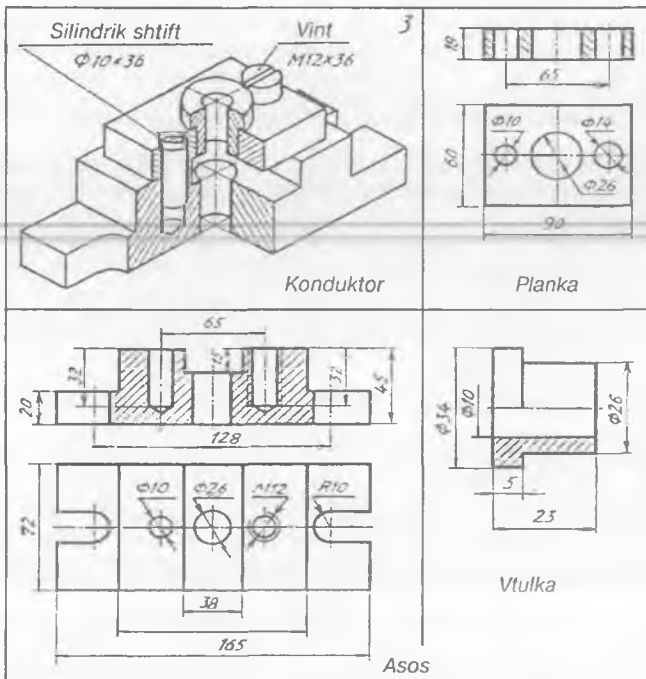 Silindrik shtift
Φ10×36
Vint
M12×36
3
Konduktor
18
65
60
Φ10
Φ14
Φ26
90
Planka
65
32
15
32
45
20
128
72
Φ10
Φ26
M12
R10
38
165
Asos
Φ34
Φ10
Φ26
5
23
Vtulka